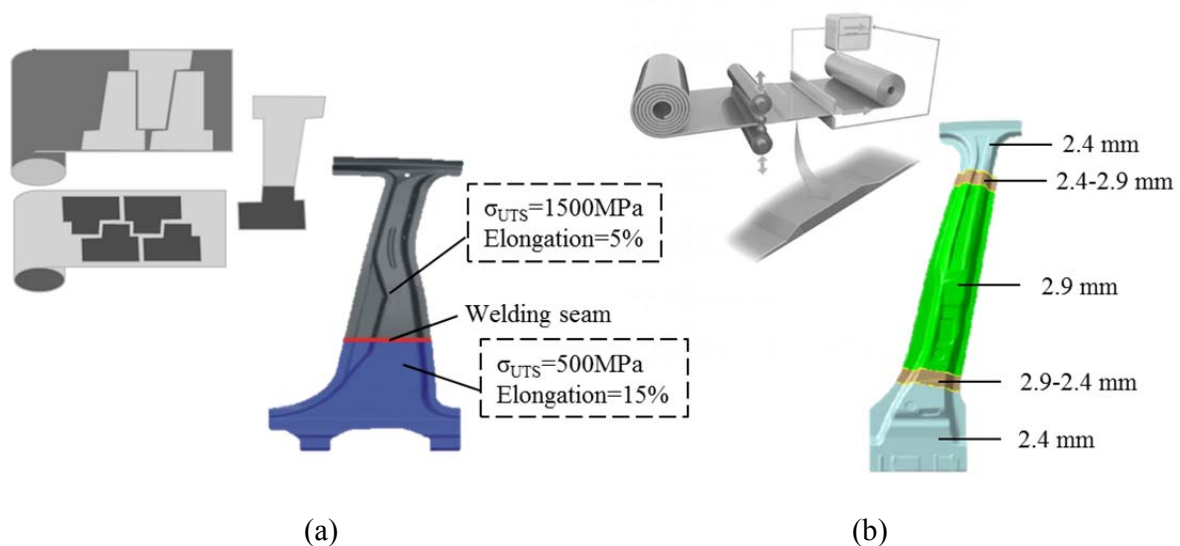 σUTS=1500MPa
Elongation=5%
Welding seam
σUTS=500MPa
Elongation=15%
2.4 mm
2.4-2.9 mm
2.9 mm
2.9-2.4 mm
2.4 mm
(a)
(b)